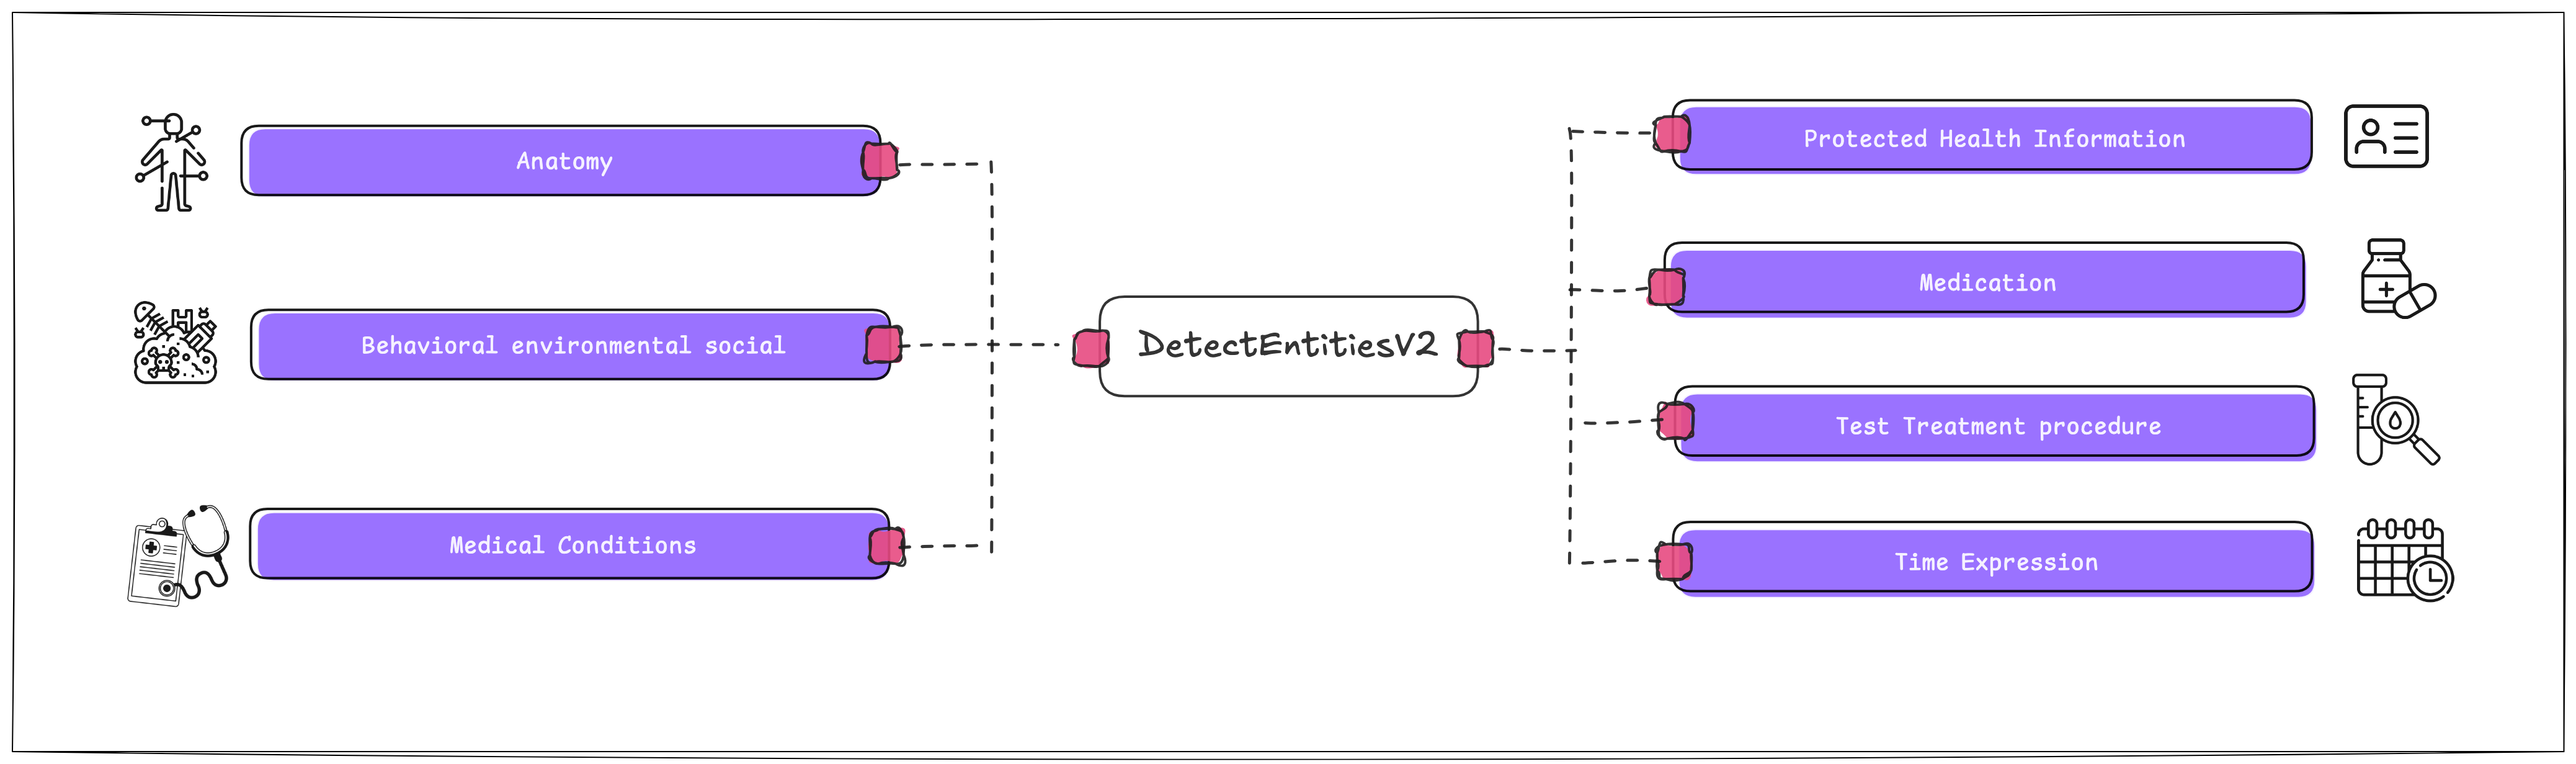 Anatomy
Behavioral environmental social
Medical Conditions
DetectEntitiesV2
Protected Health Information
Medication
Test Treatment procedure
Time Expression